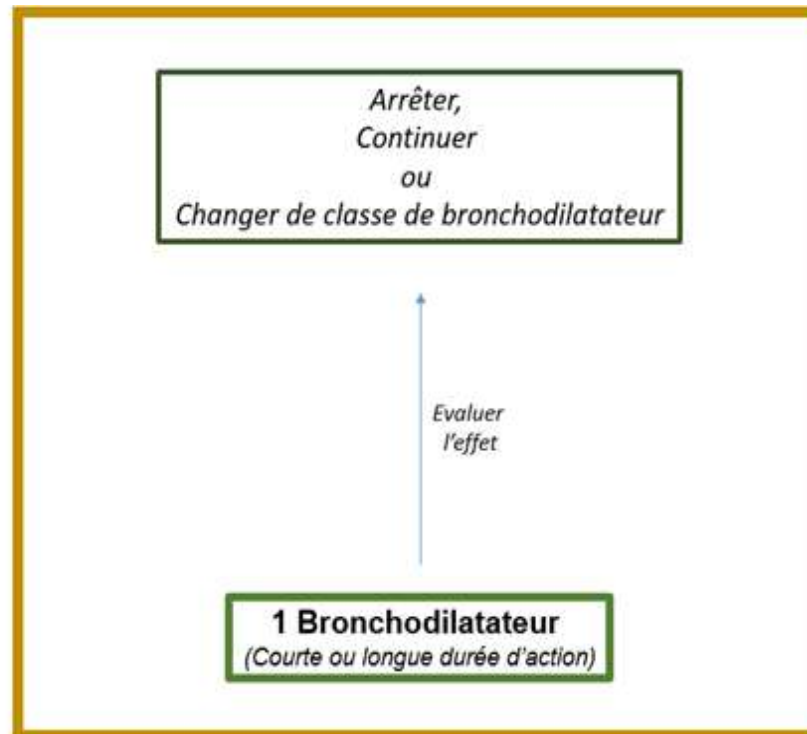 Arrêter,
Continuer
ou
Changer de classe de bronchodilatateur
Evaluer
l'effet
1 Bronchodilatateur
(Courte ou longue durée d'action)